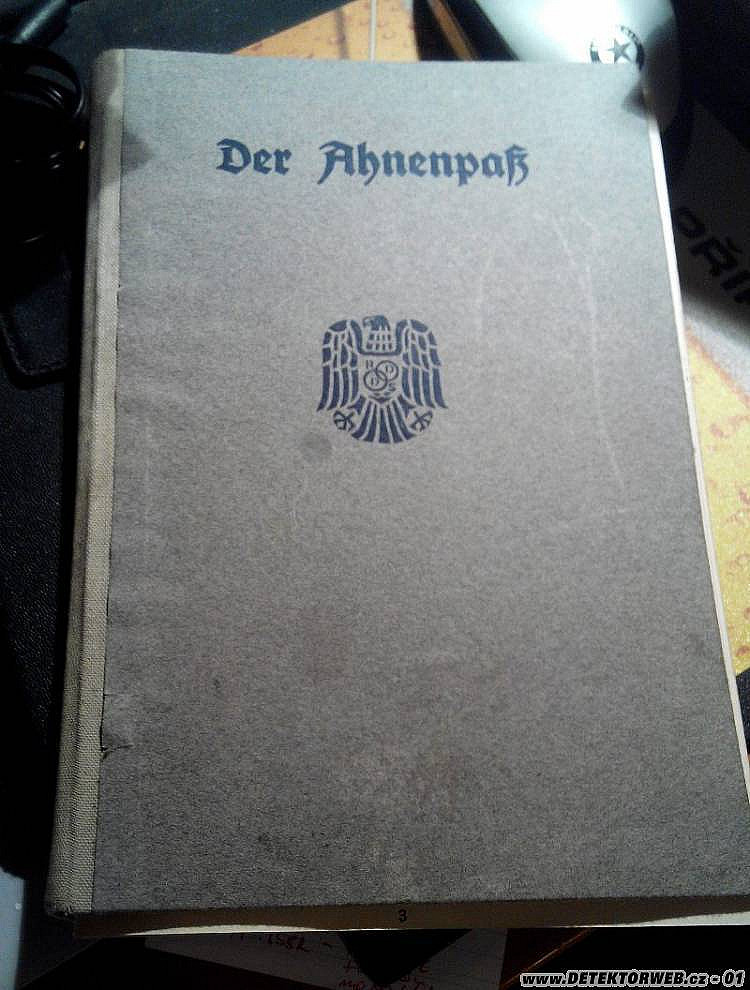 Der Ahnenpaß
R D
D S
3
www.DETEKTORWEB.cz - 01